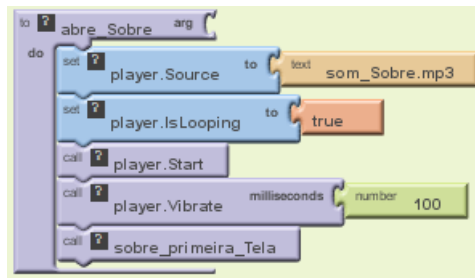 to ? abre_Sobre arg
do
set ? player.Source to text som_Sobre.mp3
set ? player.IsLooping to true
call ? player.Start
call ? player.Vibrate milliseconds number 100
call ? sobre_primeira_Tela